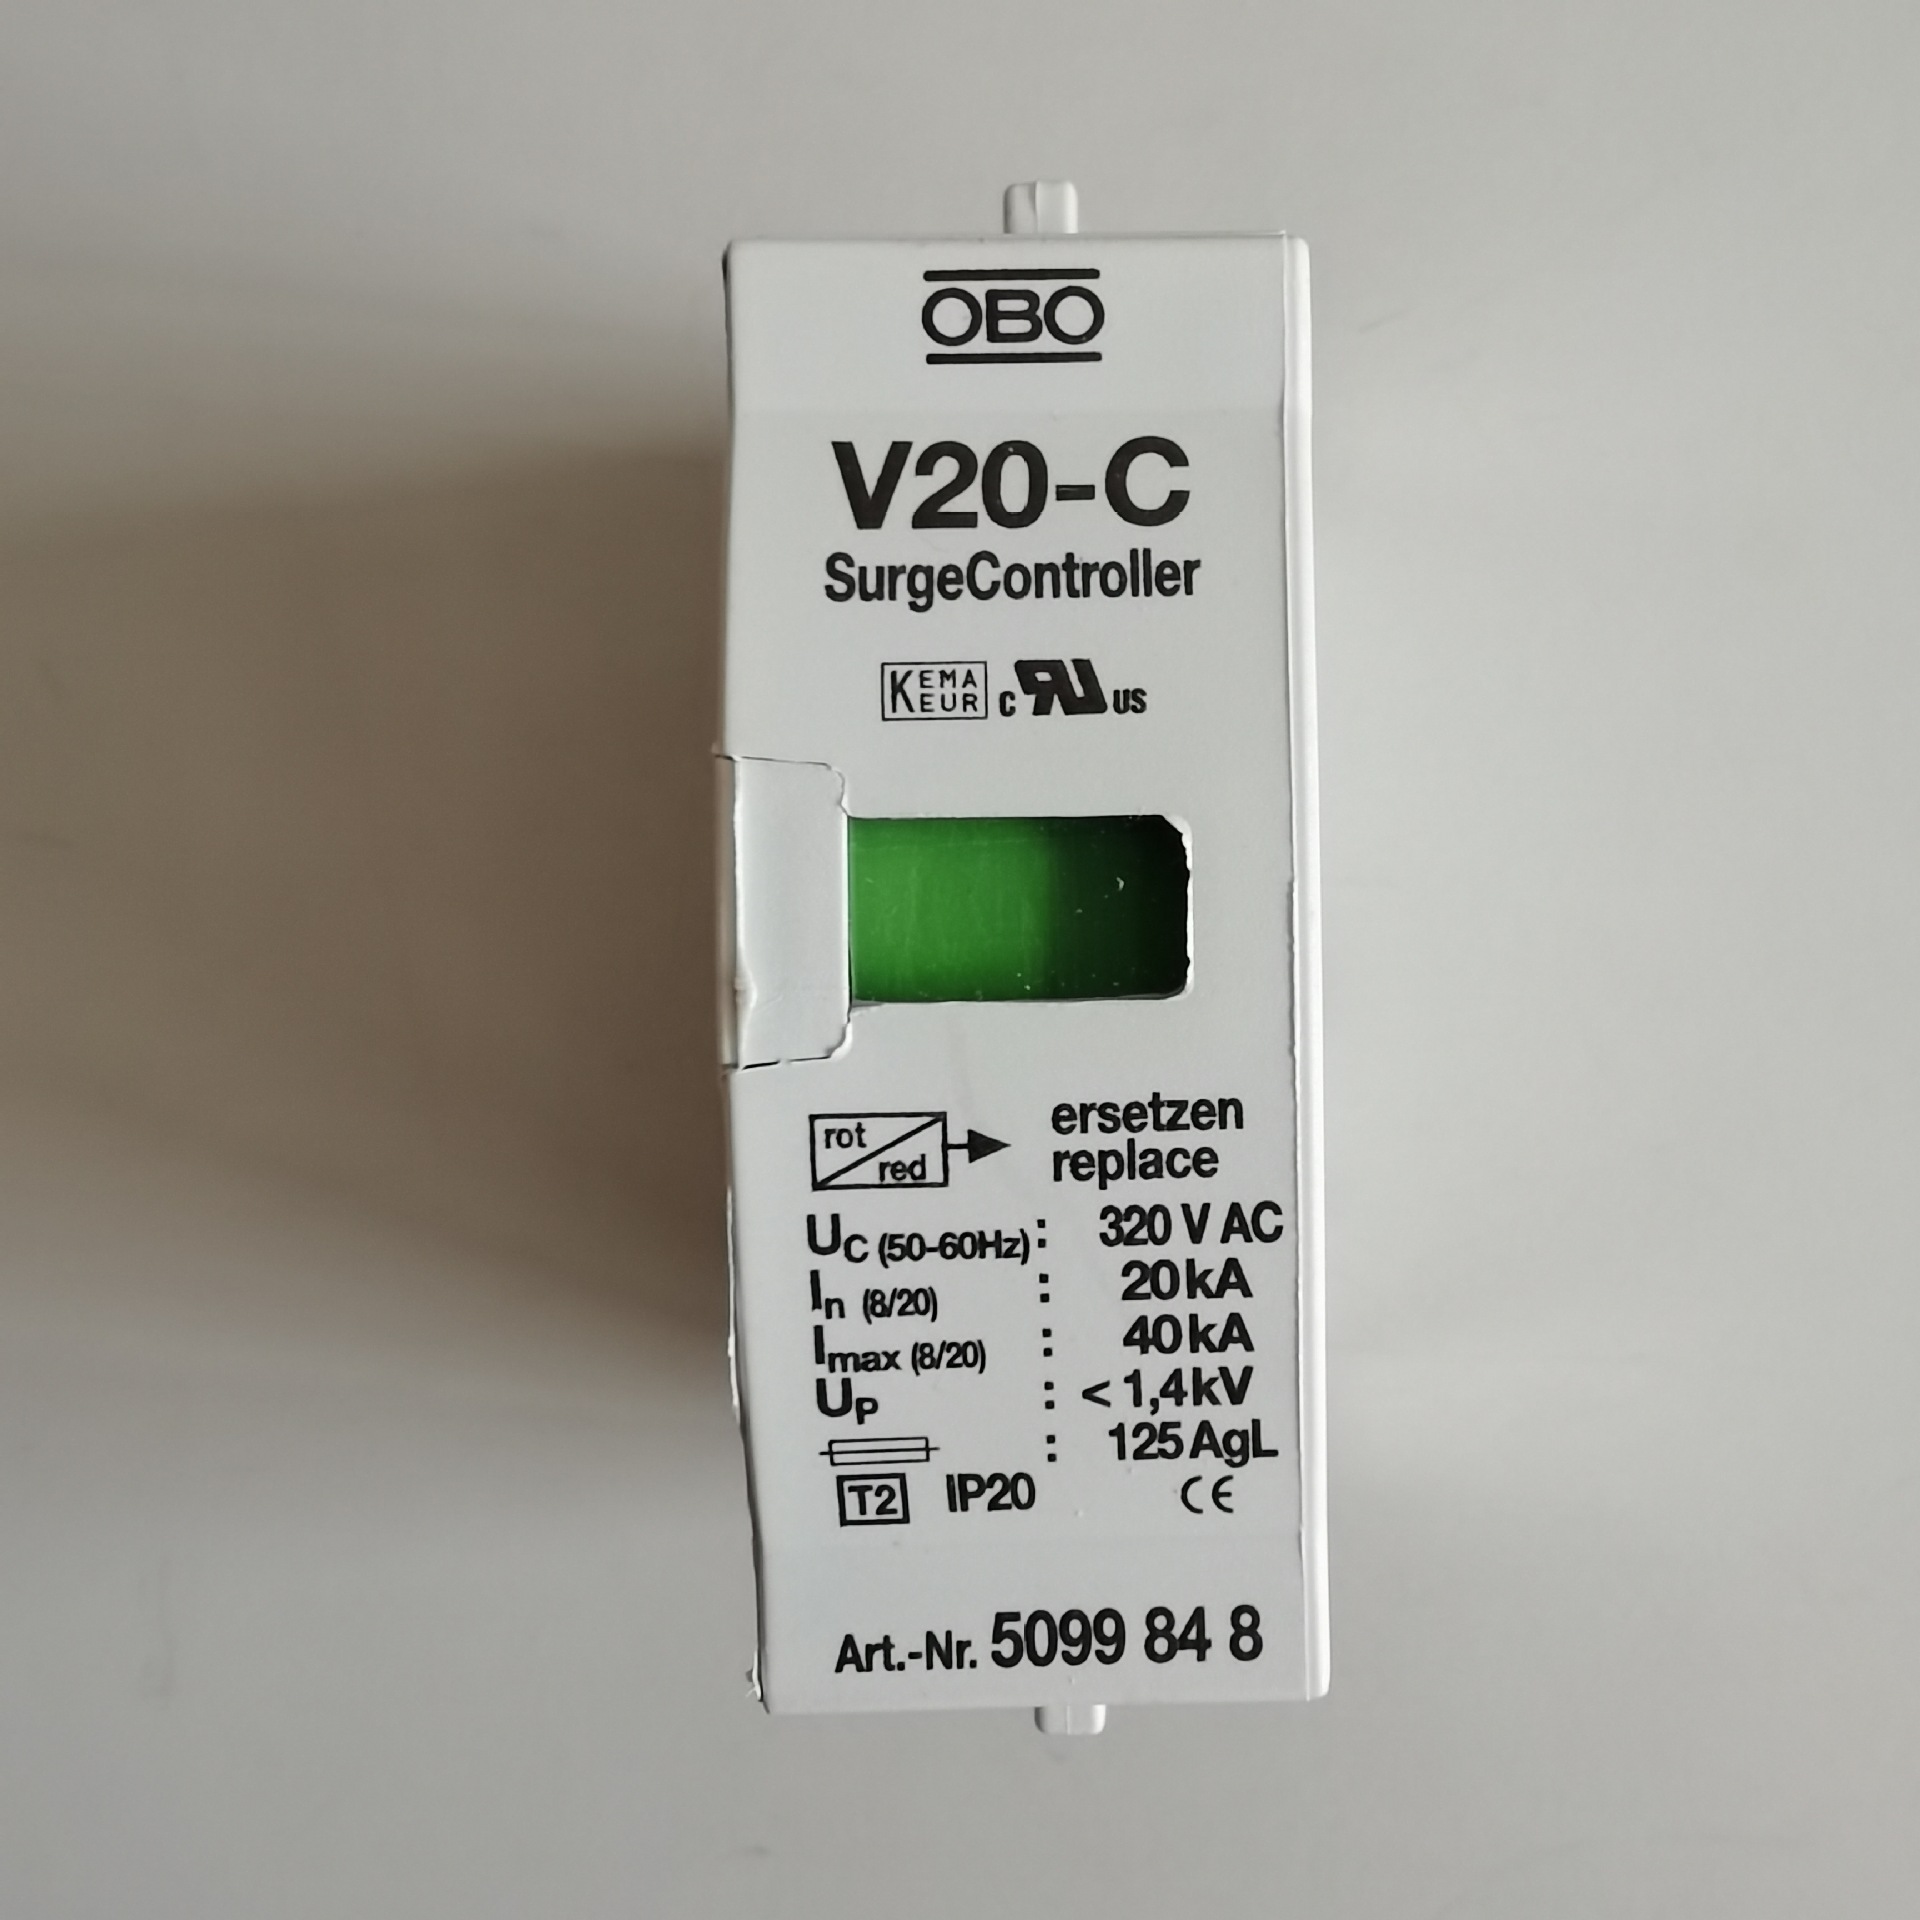 OBO
V20-C
SurgeController
KEMA KEUR c RU US
rot
red
ersetzen
replace
UC (50-60Hz) : 320 V AC
In (8/20) : 20 kA
Imax (8/20) : 40 kA
UP : < 1,4 kV
: 125 AgL
T2 IP20 CE
Art.-Nr. 5099 84 8